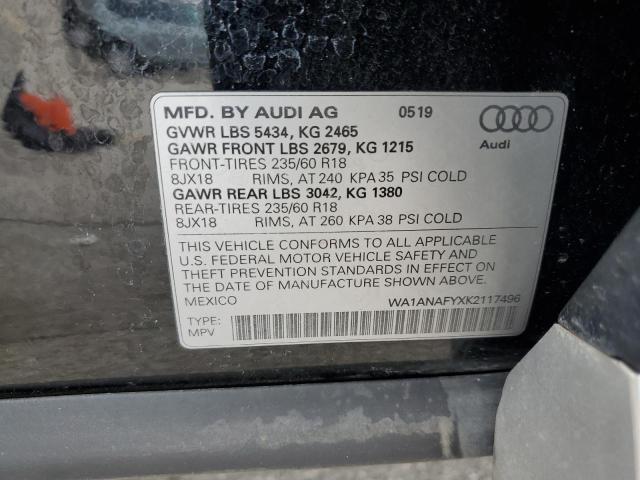 MFD. BY AUDI AG 0519
GVWR LBS 5434, KG 2465
GAWR FRONT LBS 2679, KG 1215
FRONT-TIRES 235/60 R18
8JX18 RIMS, AT 240 KPA 35 PSI COLD
GAWR REAR LBS 3042, KG 1380
REAR-TIRES 235/60 R18
8JX18 RIMS, AT 260 KPA 38 PSI COLD
Audi
THIS VEHICLE CONFORMS TO ALL APPLICABLE
U.S. FEDERAL MOTOR VEHICLE SAFETY AND
THEFT PREVENTION STANDARDS IN EFFECT ON
THE DATE OF MANUFACTURE SHOWN ABOVE.
MEXICO WA1ANAFYXK2117496
TYPE:
MPV